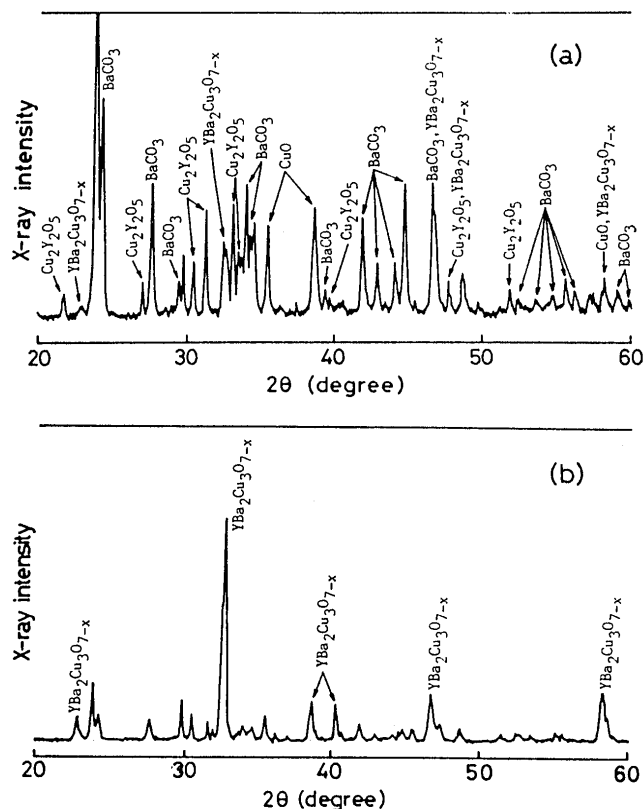 (a)
X-ray intensity
Cu₂Y₂O₅
YBa₂Cu₃O₇₋ₓ
BaCO₃
Cu₂Y₂O₅
BaCO₃
BaCO₃
Cu₂Y₂O₅
YBa₂Cu₃O₇₋ₓ
Cu₂Y₂O₅
BaCO₃
CuO
BaCO₃
Cu₂Y₂O₅
BaCO₃
BaCO₃,YBa₂Cu₃O₇₋ₓ
Cu₂Y₂O₅,YBa₂Cu₃O₇₋ₓ
Cu₂Y₂O₅
BaCO₃
CuO,YBa₂Cu₃O₇₋ₓ
BaCO₃
20 30 40 50 60
2θ (degree)
(b)
X-ray intensity
YBa₂Cu₃O₇₋ₓ
YBa₂Cu₃O₇₋ₓ
YBa₂Cu₃O₇₋ₓ
YBa₂Cu₃O₇₋ₓ
YBa₂Cu₃O₇₋ₓ
20 30 40 50 60
2θ (degree)